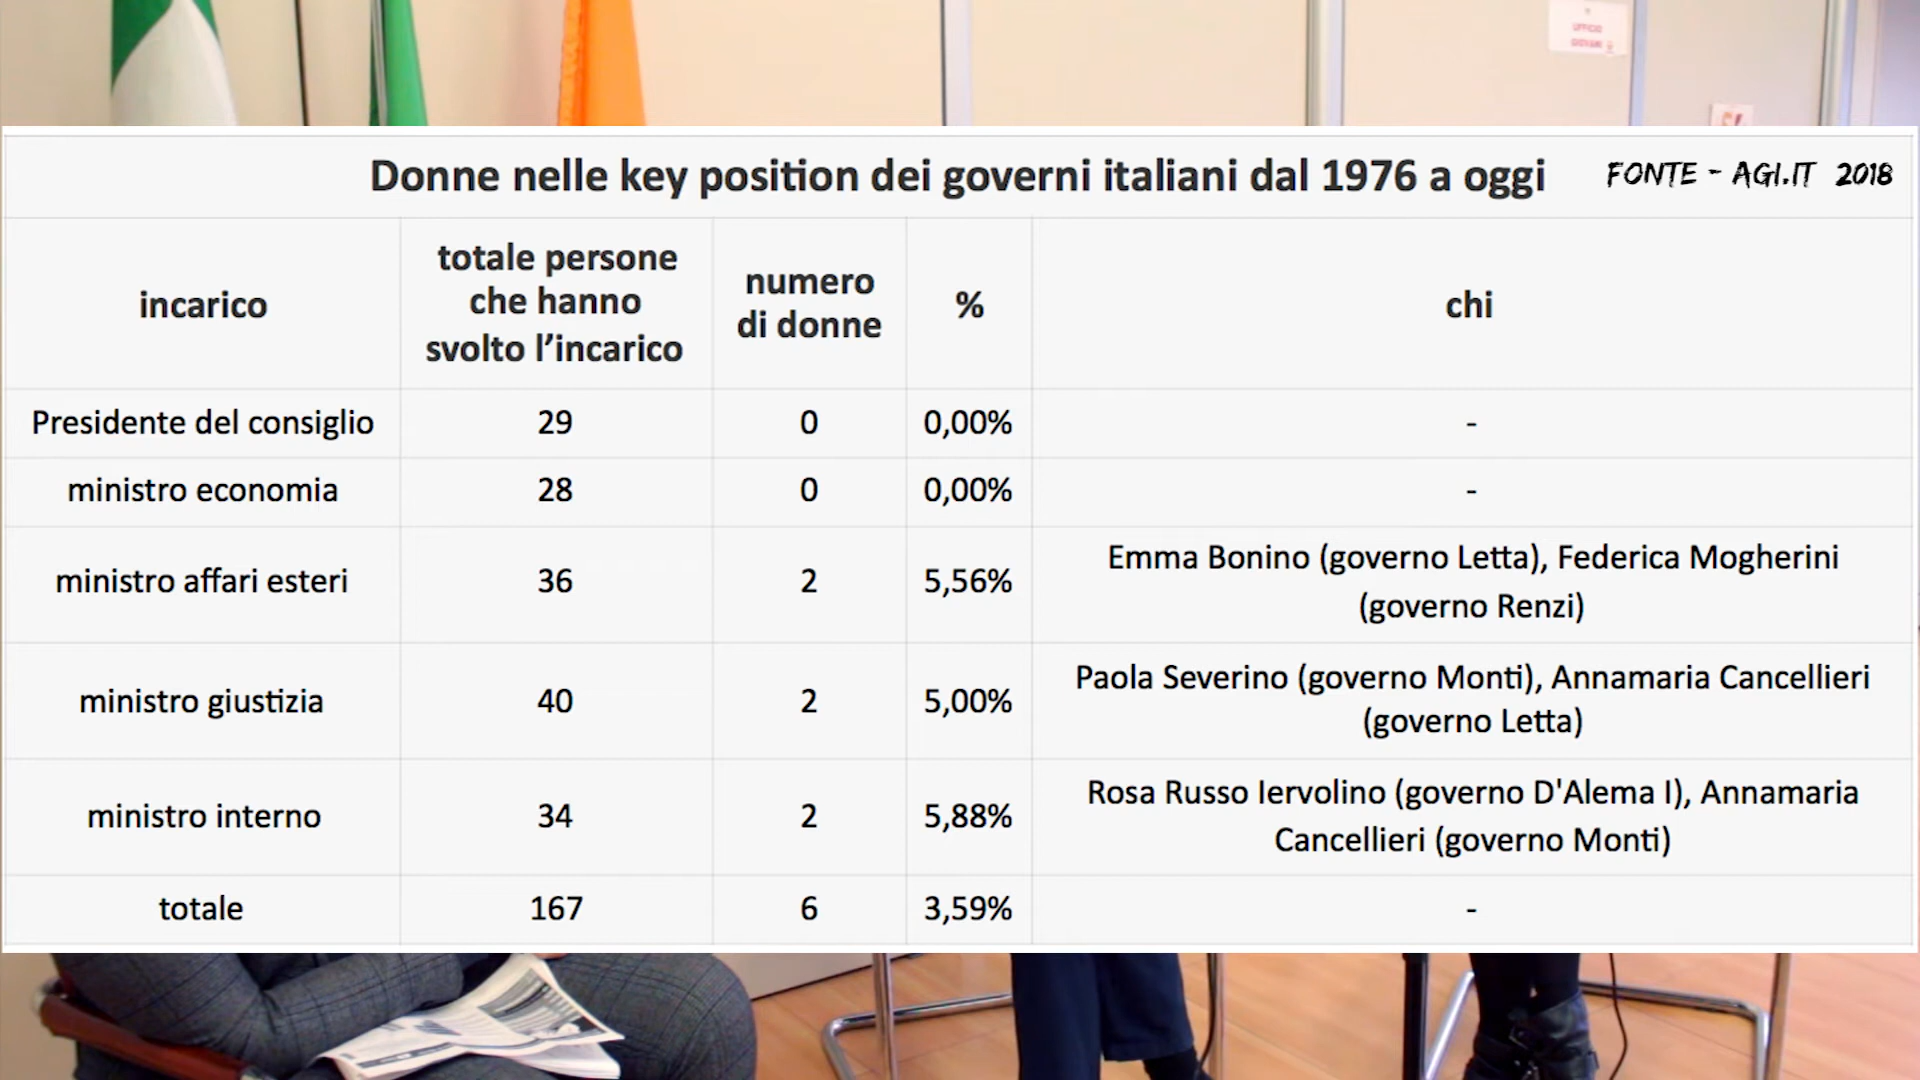 UFFICIO
GIOVANI
Donne nelle key position dei governi italiani dal 1976 a oggi
FONTE - AGI.IT 2018
incarico
totale persone
che hanno
svolto l’incarico
numero
di donne
%
chi
Presidente del consiglio 29 0 0,00% -
ministro economia 28 0 0,00% -
ministro affari esteri 36 2 5,56% Emma Bonino (governo Letta), Federica Mogherini
(governo Renzi)
ministro giustizia 40 2 5,00% Paola Severino (governo Monti), Annamaria Cancellieri
(governo Letta)
ministro interno 34 2 5,88% Rosa Russo Iervolino (governo D'Alema I), Annamaria
Cancellieri (governo Monti)
totale 167 6 3,59% -